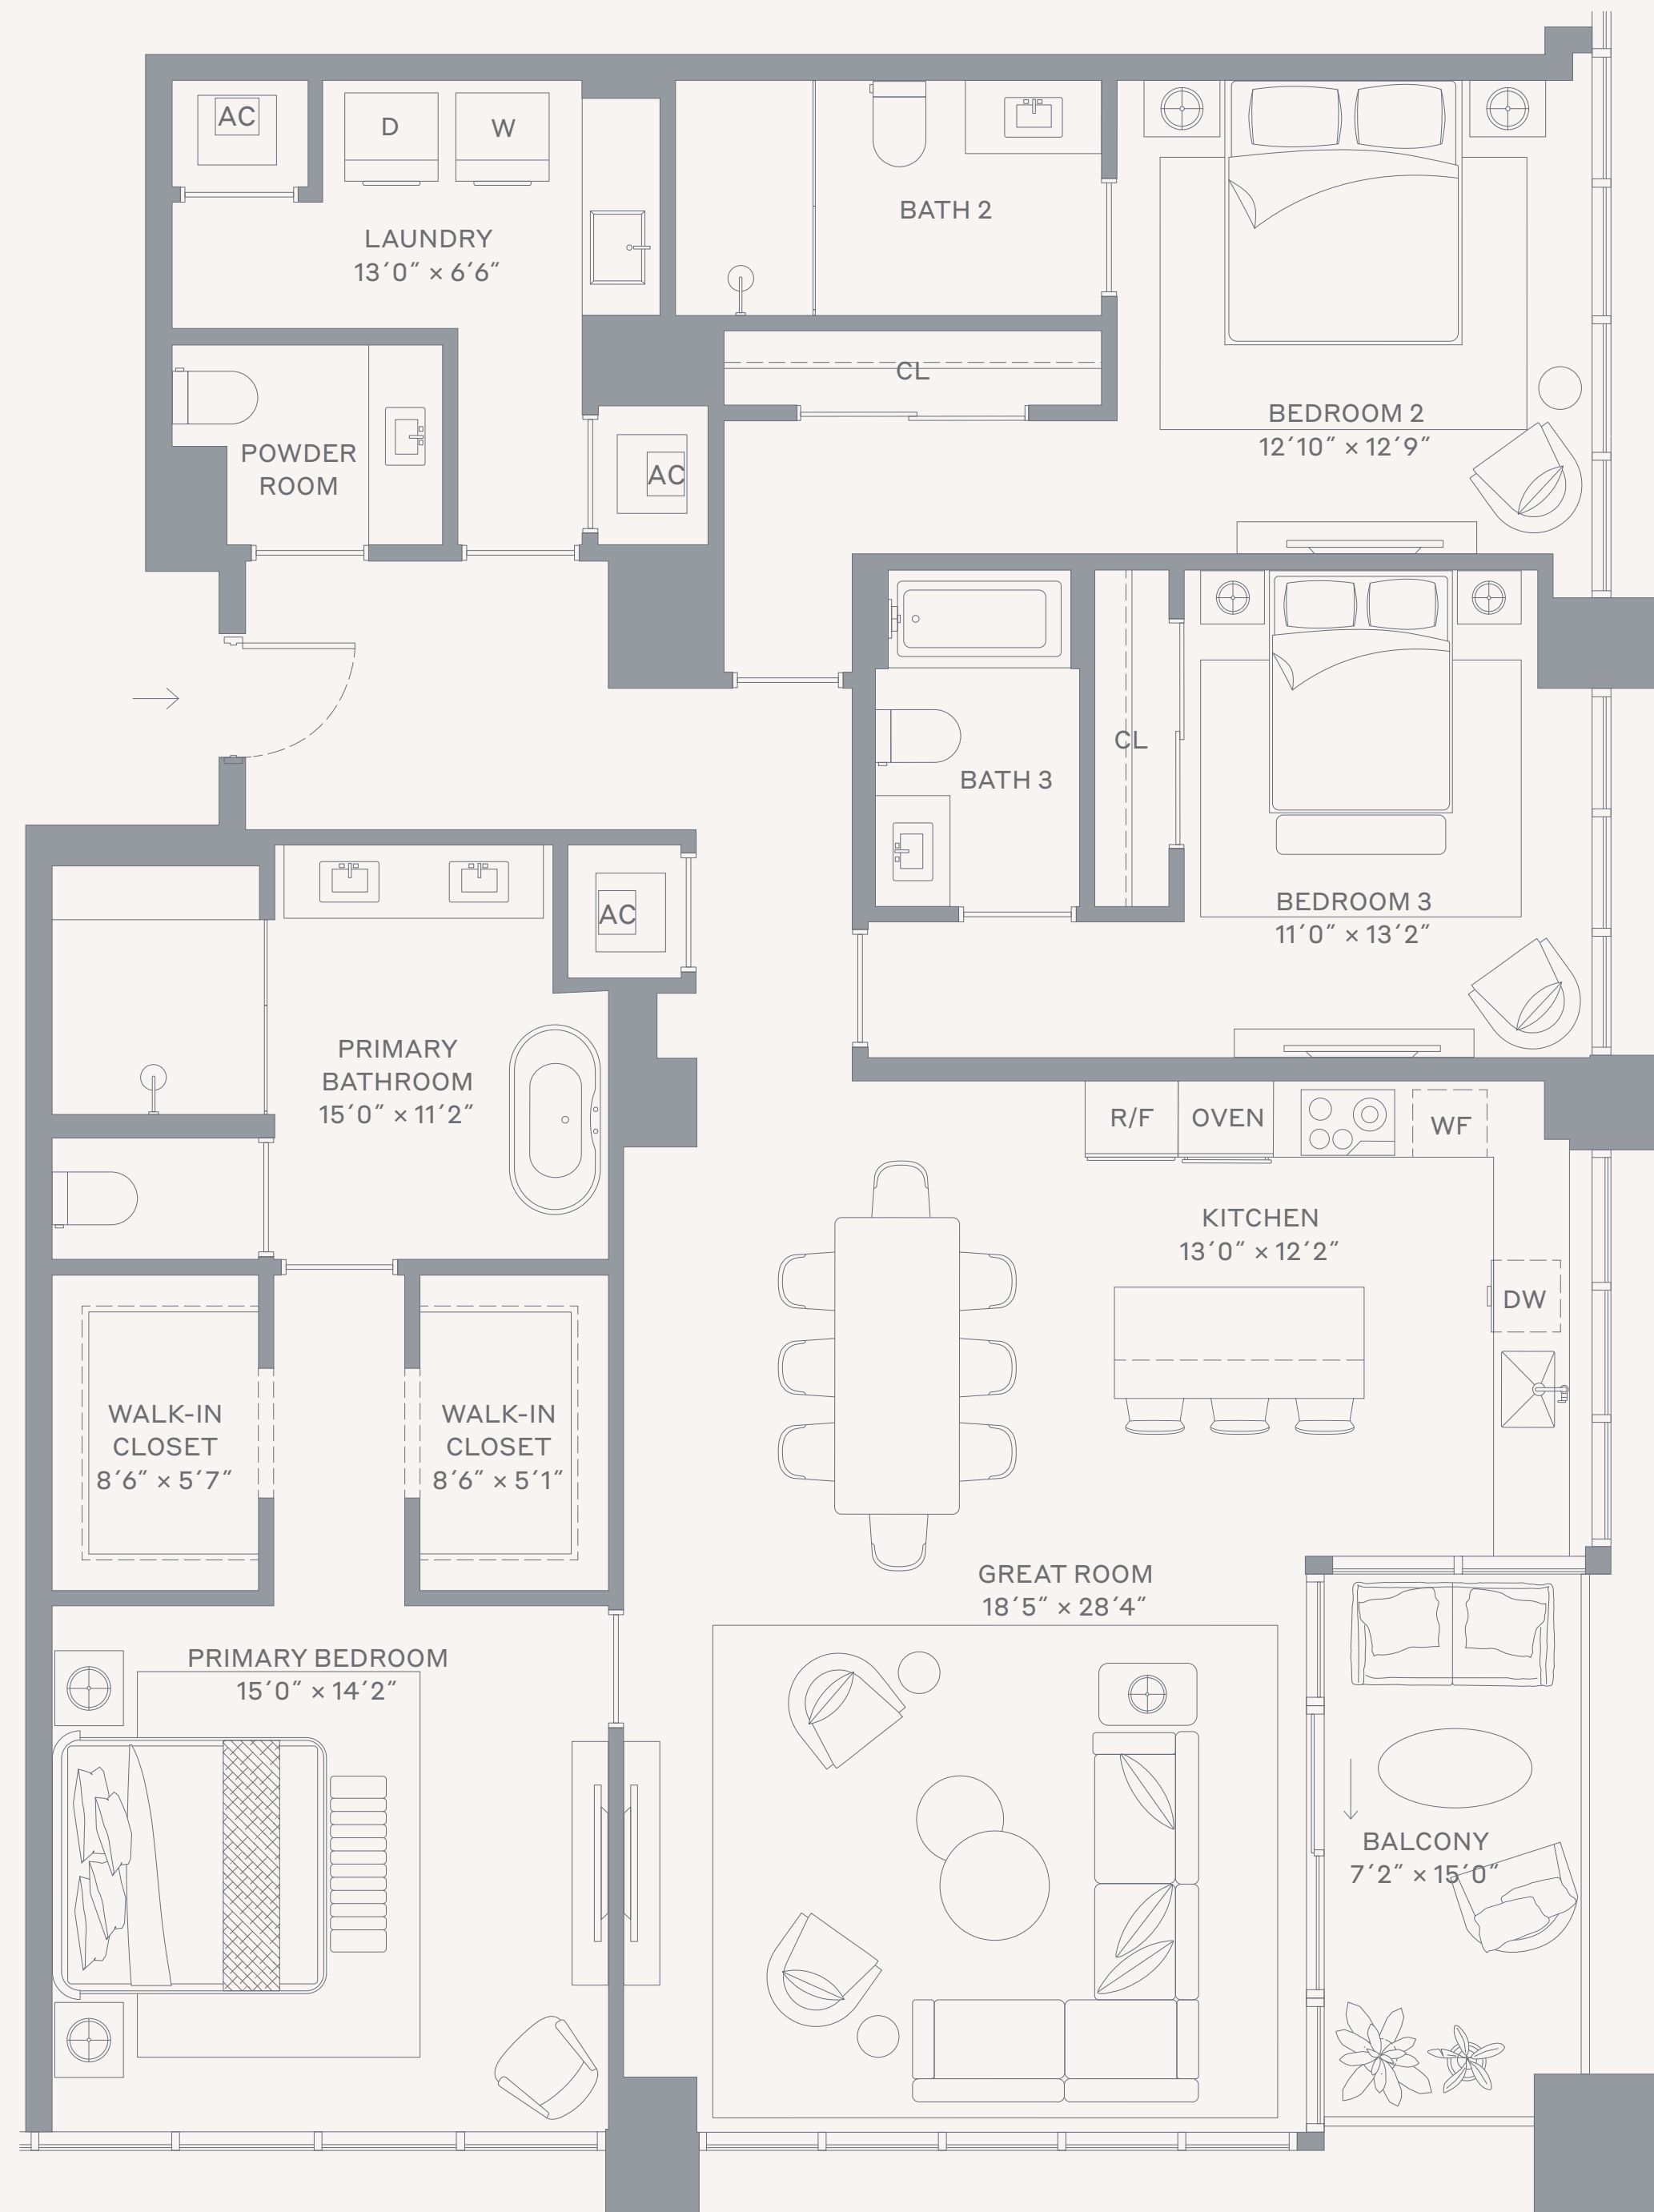 AC
D
W
LAUNDRY
13´0˝ × 6´6˝
BATH 2
CL
BEDROOM 2
12´10˝ × 12´9˝
POWDER
ROOM
AC
BATH 3
CL
BEDROOM 3
11´0˝ × 13´2˝
AC
PRIMARY
BATHROOM
15´0˝ × 11´2˝
R/F
OVEN
WF
KITCHEN
13´0˝ × 12´2˝
DW
WALK-IN
CLOSET
8´6˝ × 5´7˝
WALK-IN
CLOSET
8´6˝ × 5´1˝
GREAT ROOM
18´5˝ × 28´4˝
PRIMARY BEDROOM
15´0˝ × 14´2˝
BALCONY
7´2˝ × 15´0˝